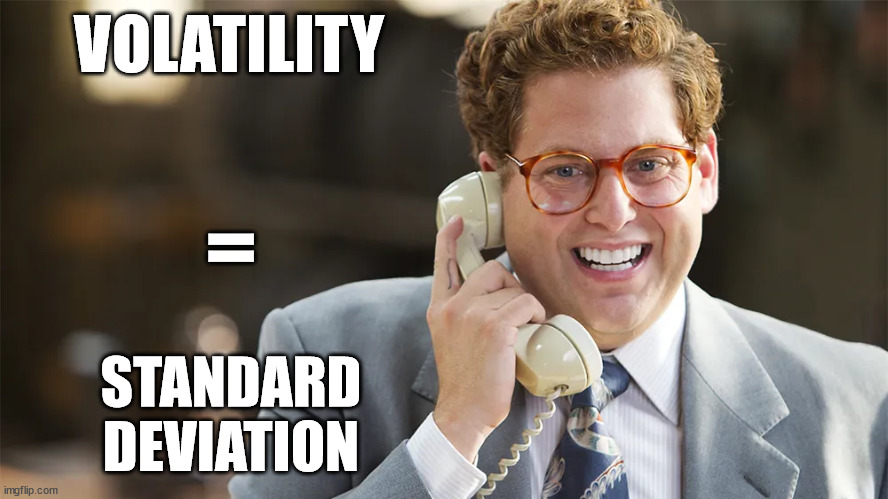 VOLATILITY
=
STANDARD
DEVIATION
imgflip.com